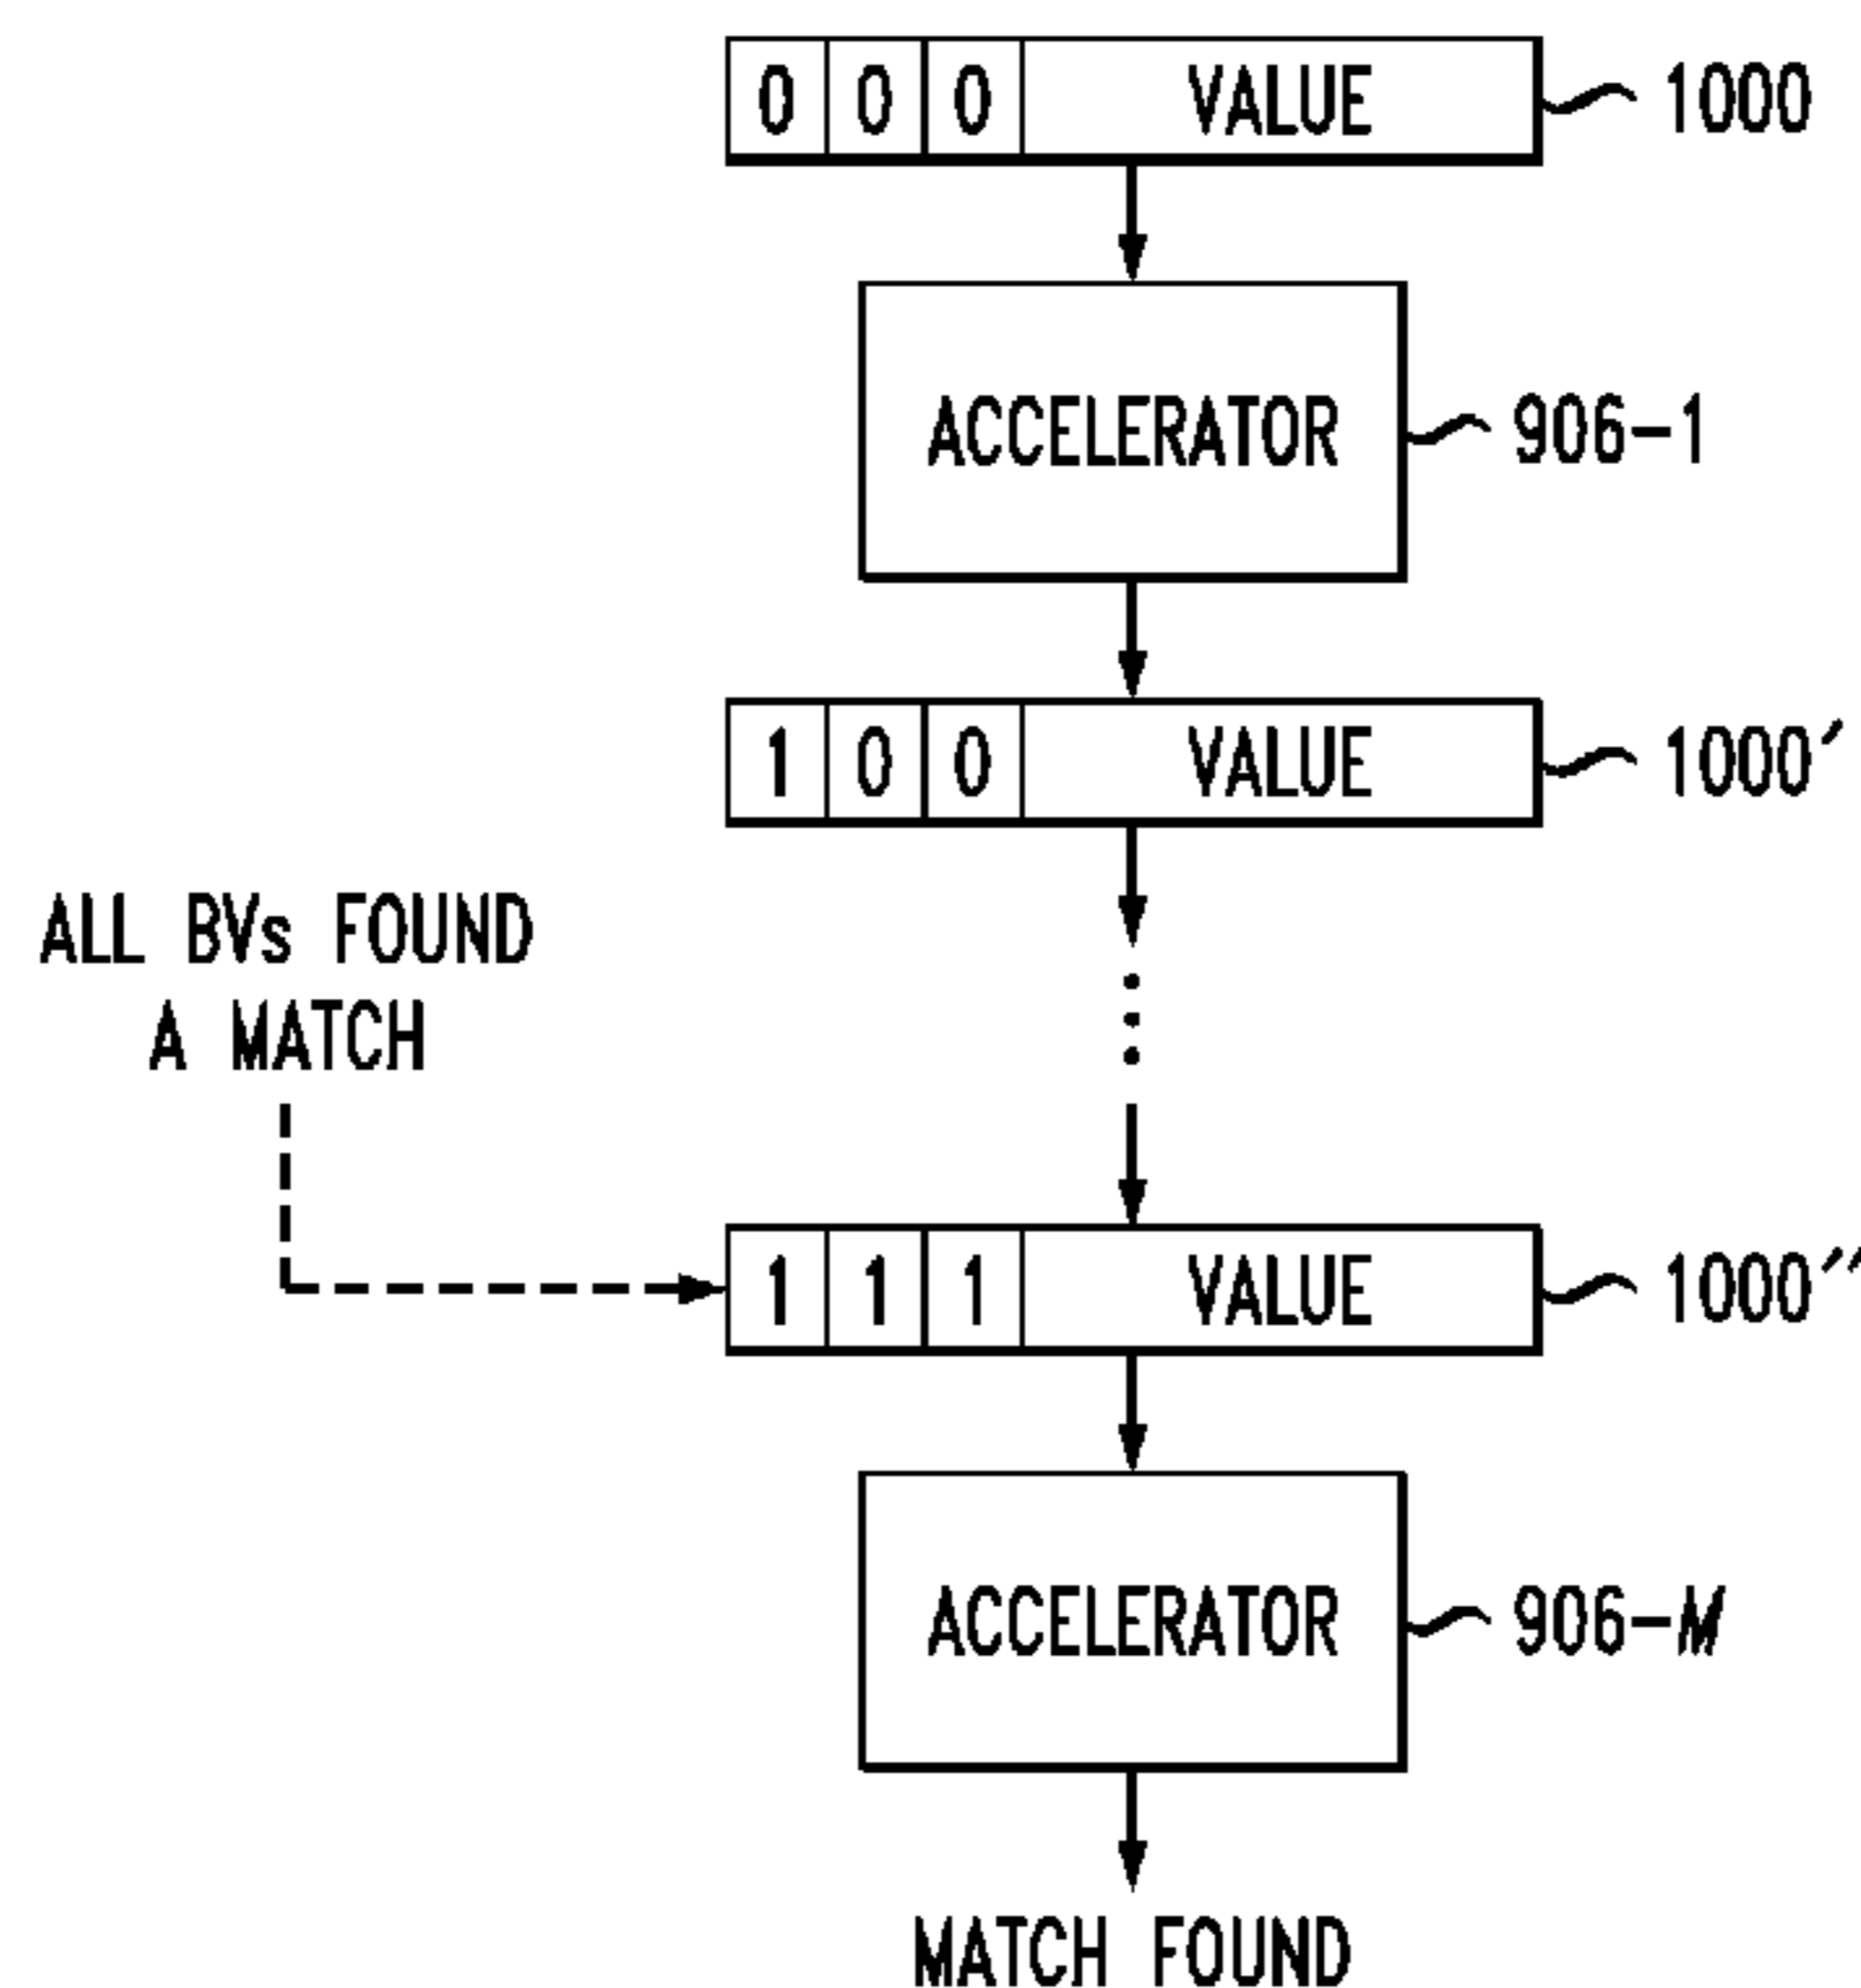 0 0 0 VALUE 1000
ACCELERATOR 906-1
1 0 0 VALUE 1000′
ALL BVs FOUND
A MATCH
1 1 1 VALUE 1000″
ACCELERATOR 906-M
MATCH FOUND